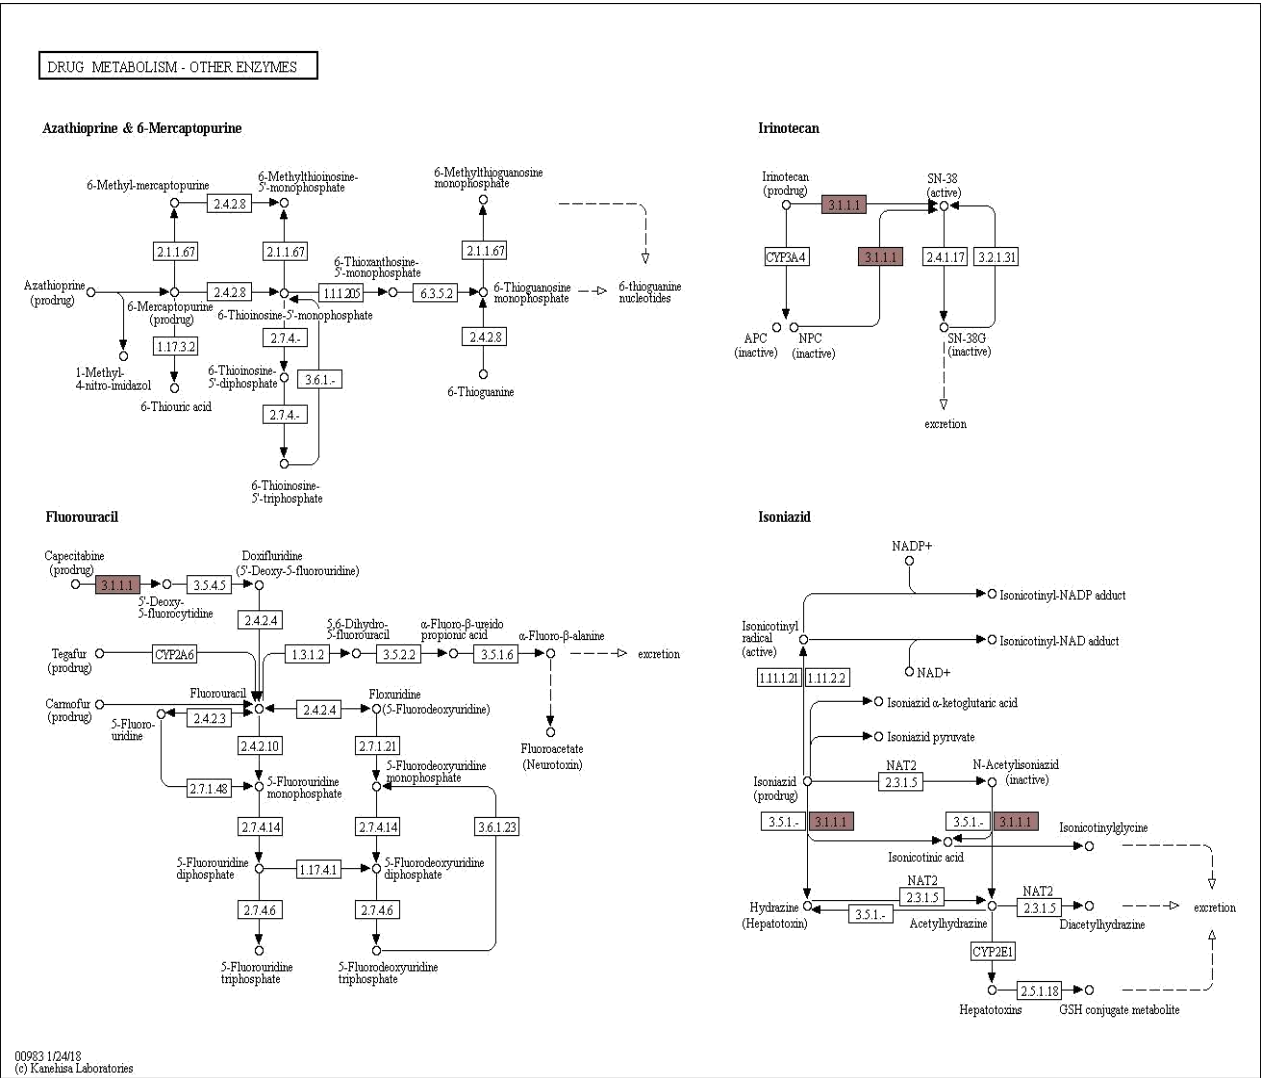 DRUG METABOLISM - OTHER ENZYMES
Azathioprine & 6-Mercaptopurine
6-Methyl-mercaptopurine
2.4.2.8
6-Methylthioinosine-
5'-monophosphate
6-Methylthioguanosine
monophosphate
2.1.1.67
2.1.1.67
2.1.1.67
Azathioprine
(prodrug)
6-Mercaptopurine
(prodrug)
2.4.2.8
6-Thioinosine-5'-monophosphate
1.1.1.205
6-Thioxanthosine-
5'-monophosphate
6.3.5.2
6-Thioguanosine
monophosphate
6-thioguanine
nucleotides
1-Methyl-
4-nitro-imidazol
1.17.3.2
6-Thiouric acid
2.7.4.-
6-Thioinosine-
5'-diphosphate
3.6.1.-
2.7.4.-
6-Thioinosine-
5'-triphosphate
2.4.2.8
6-Thioguanine
Irinotecan
Irinotecan
(prodrug)
3.1.1.1
SN-38
(active)
CYP3A4
3.1.1.1
2.4.1.17
3.2.1.31
APC
(inactive)
NPC
(inactive)
SN-38G
(inactive)
excretion
Fluorouracil
Capecitabine
(prodrug)
3.1.1.1
5'-Deoxy-
5-fluorocytidine
3.5.4.5
Doxifluridine
(5'-Deoxy-5-fluorouridine)
2.4.2.4
Tegafur
(prodrug)
CYP2A6
1.3.1.2
5,6-Dihydro-
5-fluorouracil
3.5.2.2
α-Fluoro-β-ureido
propionic acid
3.5.1.6
α-Fluoro-β-alanine
excretion
Carmofur
(prodrug)
Fluorouracil
2.4.2.4
Floxuridine
(5-Fluorodeoxyuridine)
5-Fluoro-
uridine
2.4.2.3
Fluoroacetate
(Neurotoxin)
2.4.2.10
2.7.1.21
2.7.1.48
5-Fluorouridine
monophosphate
5-Fluorodeoxyuridine
monophosphate
2.7.4.14
2.7.4.14
3.6.1.23
5-Fluorouridine
diphosphate
1.17.4.1
5-Fluorodeoxyuridine
diphosphate
2.7.4.6
2.7.4.6
5-Fluorouridine
triphosphate
5-Fluorodeoxyuridine
triphosphate
Isoniazid
NADP+
Isonicotinyl-NADP adduct
Isonicotinyl
radical
(active)
Isonicotinyl-NAD adduct
NAD+
1.11.1.21
1.11.2.2
Isoniazid α-ketoglutaric acid
Isoniazid pyruvate
Isoniazid
(prodrug)
NAT2
2.3.1.5
N-Acetylisoniazid
(inactive)
3.5.1.-
3.1.1.1
3.5.1.-
3.1.1.1
Isonicotinic acid
Isonicotinylglycine
Hydrazine
(Hepatotoxin)
NAT2
2.3.1.5
3.5.1.-
Acetylhydrazine
NAT2
2.3.1.5
Diacetylhydrazine
excretion
CYP2E1
Hepatotoxins
2.5.1.18
GSH conjugate metabolite
00983 1/24/18
(c) Kanehisa Laboratories